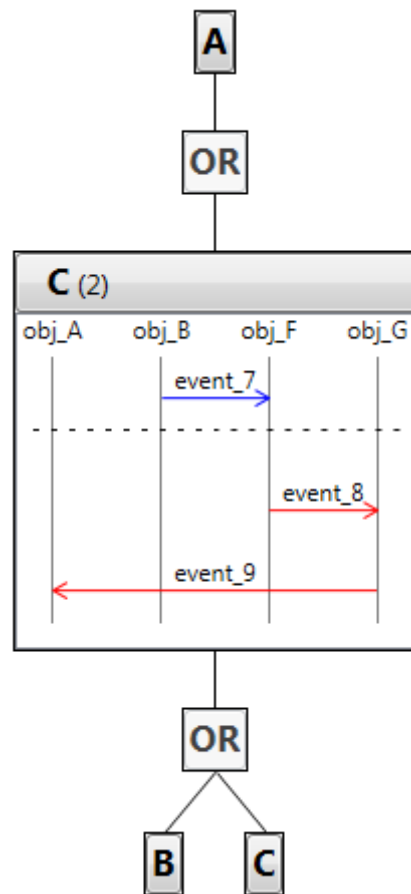 A
OR
C (2)
obj_A obj_B obj_F obj_G
event_7
event_8
event_9
OR
B C